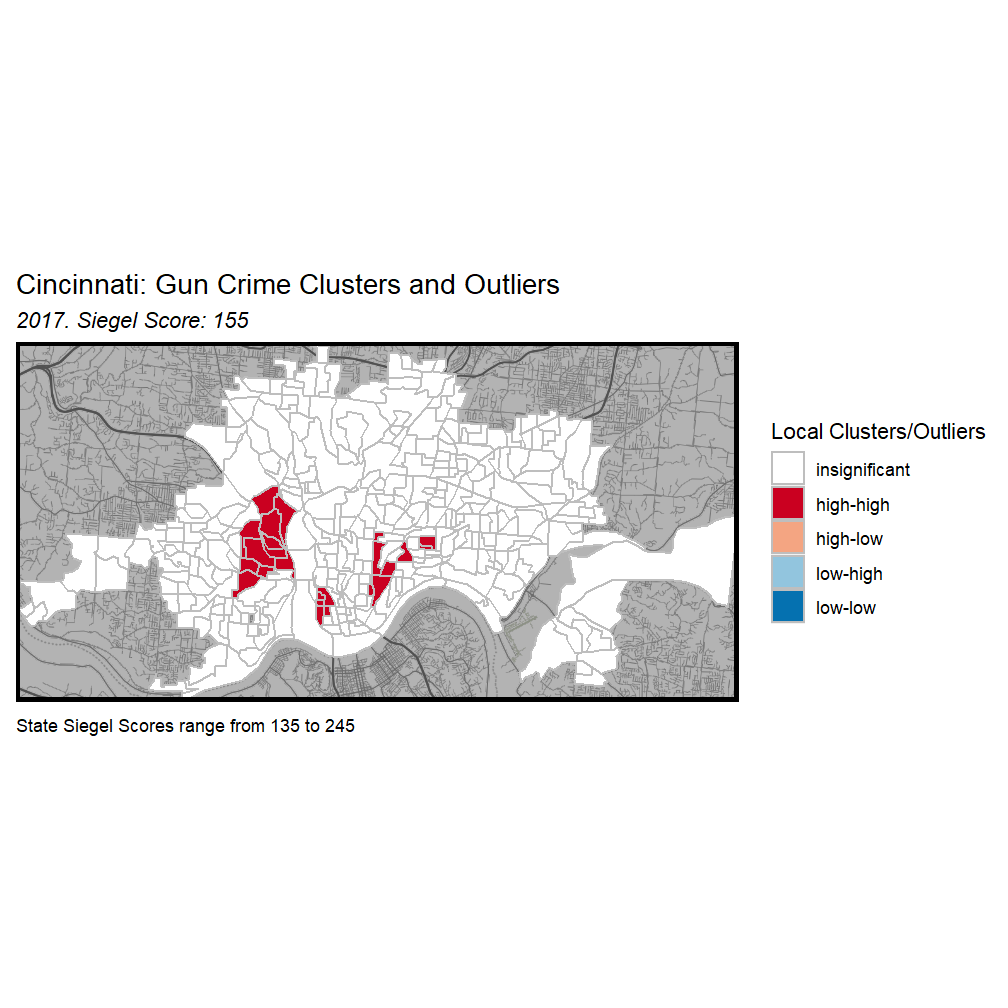 Cincinnati: Gun Crime Clusters and Outliers
2017. Siegel Score: 155
Local Clusters/Outliers
insignificant
high-high
high-low
low-high
low-low
State Siegel Scores range from 135 to 245